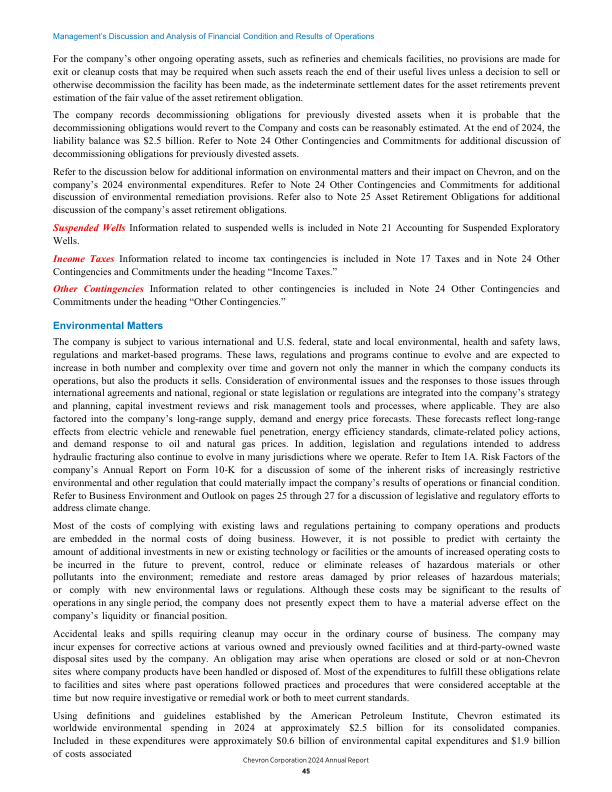 Management's Discussion and Analysis of Financial Condition and Results of Operations
For the company's other ongoing operating assets, such as refineries and chemicals facilities, no provisions are made for
exit or cleanup costs that may be required when such assets reach the end of their useful lives unless a decision to sell or
otherwise decommission the facility has been made, as the indeterminate settlement dates for the asset retirements prevent
estimation of the fair value of the asset retirement obligation.
The company records decommissioning obligations for previously divested assets when it is probable that the
decommissioning obligations would revert to the Company and costs can be reasonably estimated. At the end of 2024, the
liability balance was $2.5 billion. Refer to Note 24 Other Contingencies and Commitments for additional discussion of
decommissioning obligations for previously divested assets.
Refer to the discussion below for additional information on environmental matters and their impact on Chevron, and on the
company's 2024 environmental expenditures. Refer to Note 24 Other Contingencies and Commitments for additional
discussion of environmental remediation provisions. Refer also to Note 25 Asset Retirement Obligations for additional
discussion of the company's asset retirement obligations.
Suspended Wells Information related to suspended wells is included in Note 21 Accounting for Suspended Exploratory
Wells.
Income Taxes Information related to income tax contingencies is included in Note 17 Taxes and in Note 24 Other
Contingencies and Commitments under the heading “Income Taxes.”
Other Contingencies Information related to other contingencies is included in Note 24 Other Contingencies and
Commitments under the heading “Other Contingencies.”
Environmental Matters
The company is subject to various international and U.S. federal, state and local environmental, health and safety laws,
regulations and market-based programs. These laws, regulations and programs continue to evolve and are expected to
increase in both number and complexity over time and govern not only the manner in which the company conducts its
operations, but also the products it sells. Consideration of environmental issues and the responses to those issues through
international agreements and national, regional or state legislation or regulations are integrated into the company's strategy
and planning, capital investment reviews and risk management tools and processes, where applicable. They are also
factored into the company's long-range supply, demand and energy price forecasts. These forecasts reflect long-range
effects from electric vehicle and renewable fuel penetration, energy efficiency standards, climate-related policy actions,
and demand response to oil and natural gas prices. In addition, legislation and regulations intended to address
hydraulic fracturing also continue to evolve in many jurisdictions where we operate. Refer to Item 1A. Risk Factors of the
company's Annual Report on Form 10-K for a discussion of some of the inherent risks of increasingly restrictive
environmental and other regulation that could materially impact the company's results of operations or financial condition.
Refer to Business Environment and Outlook on pages 25 through 27 for a discussion of legislative and regulatory efforts to
address climate change.
Most of the costs of complying with existing laws and regulations pertaining to company operations and products
are embedded in the normal costs of doing business. However, it is not possible to predict with certainty the
amount of additional investments in new or existing technology or facilities or the amounts of increased operating costs to
be incurred in the future to prevent, control, reduce or eliminate releases of hazardous materials or other
pollutants into the environment; remediate and restore areas damaged by prior releases of hazardous materials;
or comply with new environmental laws or regulations. Although these costs may be significant to the results of
operations in any single period, the company does not presently expect them to have a material adverse effect on the
company's liquidity or financial position.
Accidental leaks and spills requiring cleanup may occur in the ordinary course of business. The company may
incur expenses for corrective actions at various owned and previously owned facilities and at third-party-owned waste
disposal sites used by the company. An obligation may arise when operations are closed or sold or at non-Chevron
sites where company products have been handled or disposed of. Most of the expenditures to fulfill these obligations relate
to facilities and sites where past operations followed practices and procedures that were considered acceptable at the
time but now require investigative or remedial work or both to meet current standards.
Using definitions and guidelines established by the American Petroleum Institute, Chevron estimated its
worldwide environmental spending in 2024 at approximately $2.5 billion for its consolidated companies.
Included in these expenditures were approximately $0.6 billion of environmental capital expenditures and $1.9 billion
of costs associated
Chevron Corporation 2024 Annual Report
45